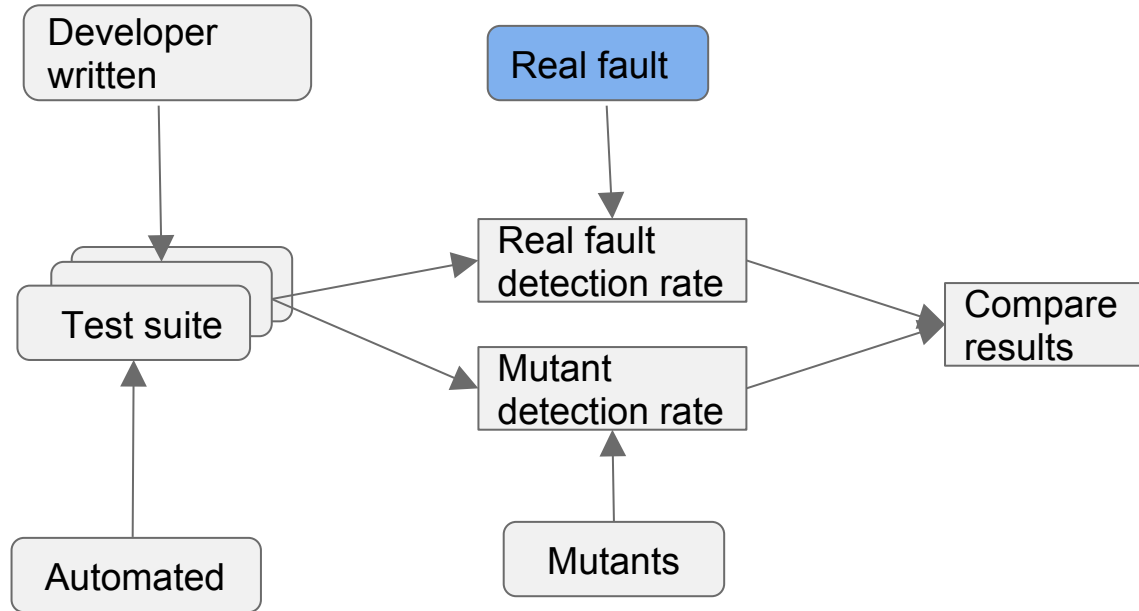 Developer
written
Real fault
Real fault
detection rate
Test suite
Compare
results
Mutant
detection rate
Automated
Mutants